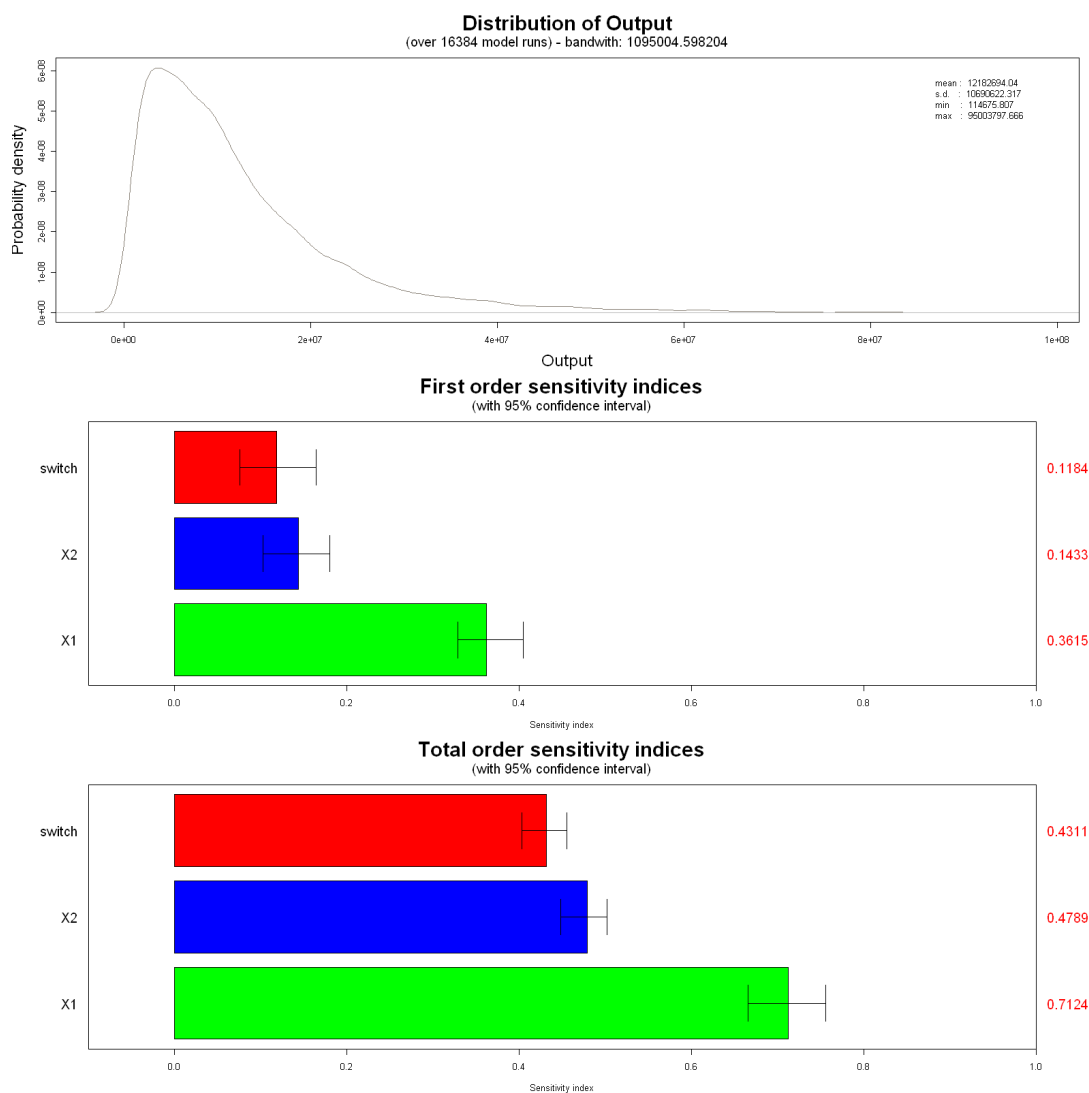 Distribution of Output
(over 16384 model runs) - bandwith: 1095004.598204
mean : 12182694.04
s.d. : 10690622.317
min : 114675.807
max : 95003797.666
Probability density
6e-08
5e-08
4e-08
3e-08
2e-08
1e-08
0e+00
0e+00 2e+07 4e+07 6e+07 8e+07 1e+08
Output
First order sensitivity indices
(with 95% confidence interval)
switch 0.1184
X2 0.1433
X1 0.3615
0.0 0.2 0.4 0.6 0.8 1.0
Sensitivity index
Total order sensitivity indices
(with 95% confidence interval)
switch 0.4311
X2 0.4789
X1 0.7124
0.0 0.2 0.4 0.6 0.8 1.0
Sensitivity index